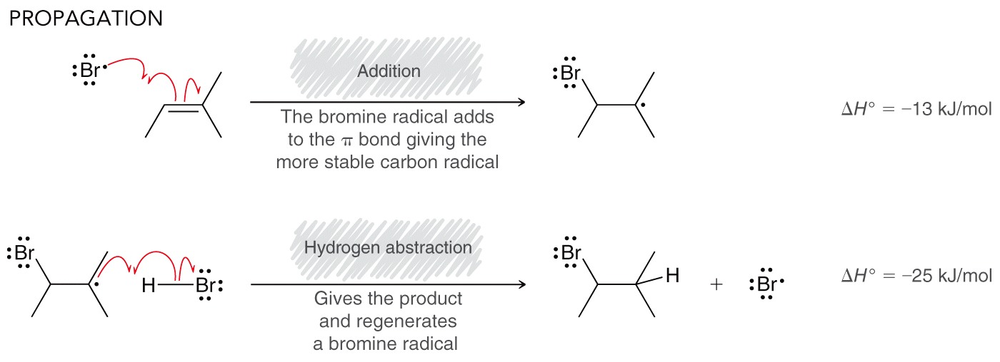 PROPAGATION
Br
Addition
Br
ΔH° = –13 kJ/mol
The bromine radical adds
to the π bond giving the
more stable carbon radical
Br
H Br
Hydrogen abstraction
Br
H
+ Br
ΔH° = –25 kJ/mol
Gives the product
and regenerates
a bromine radical